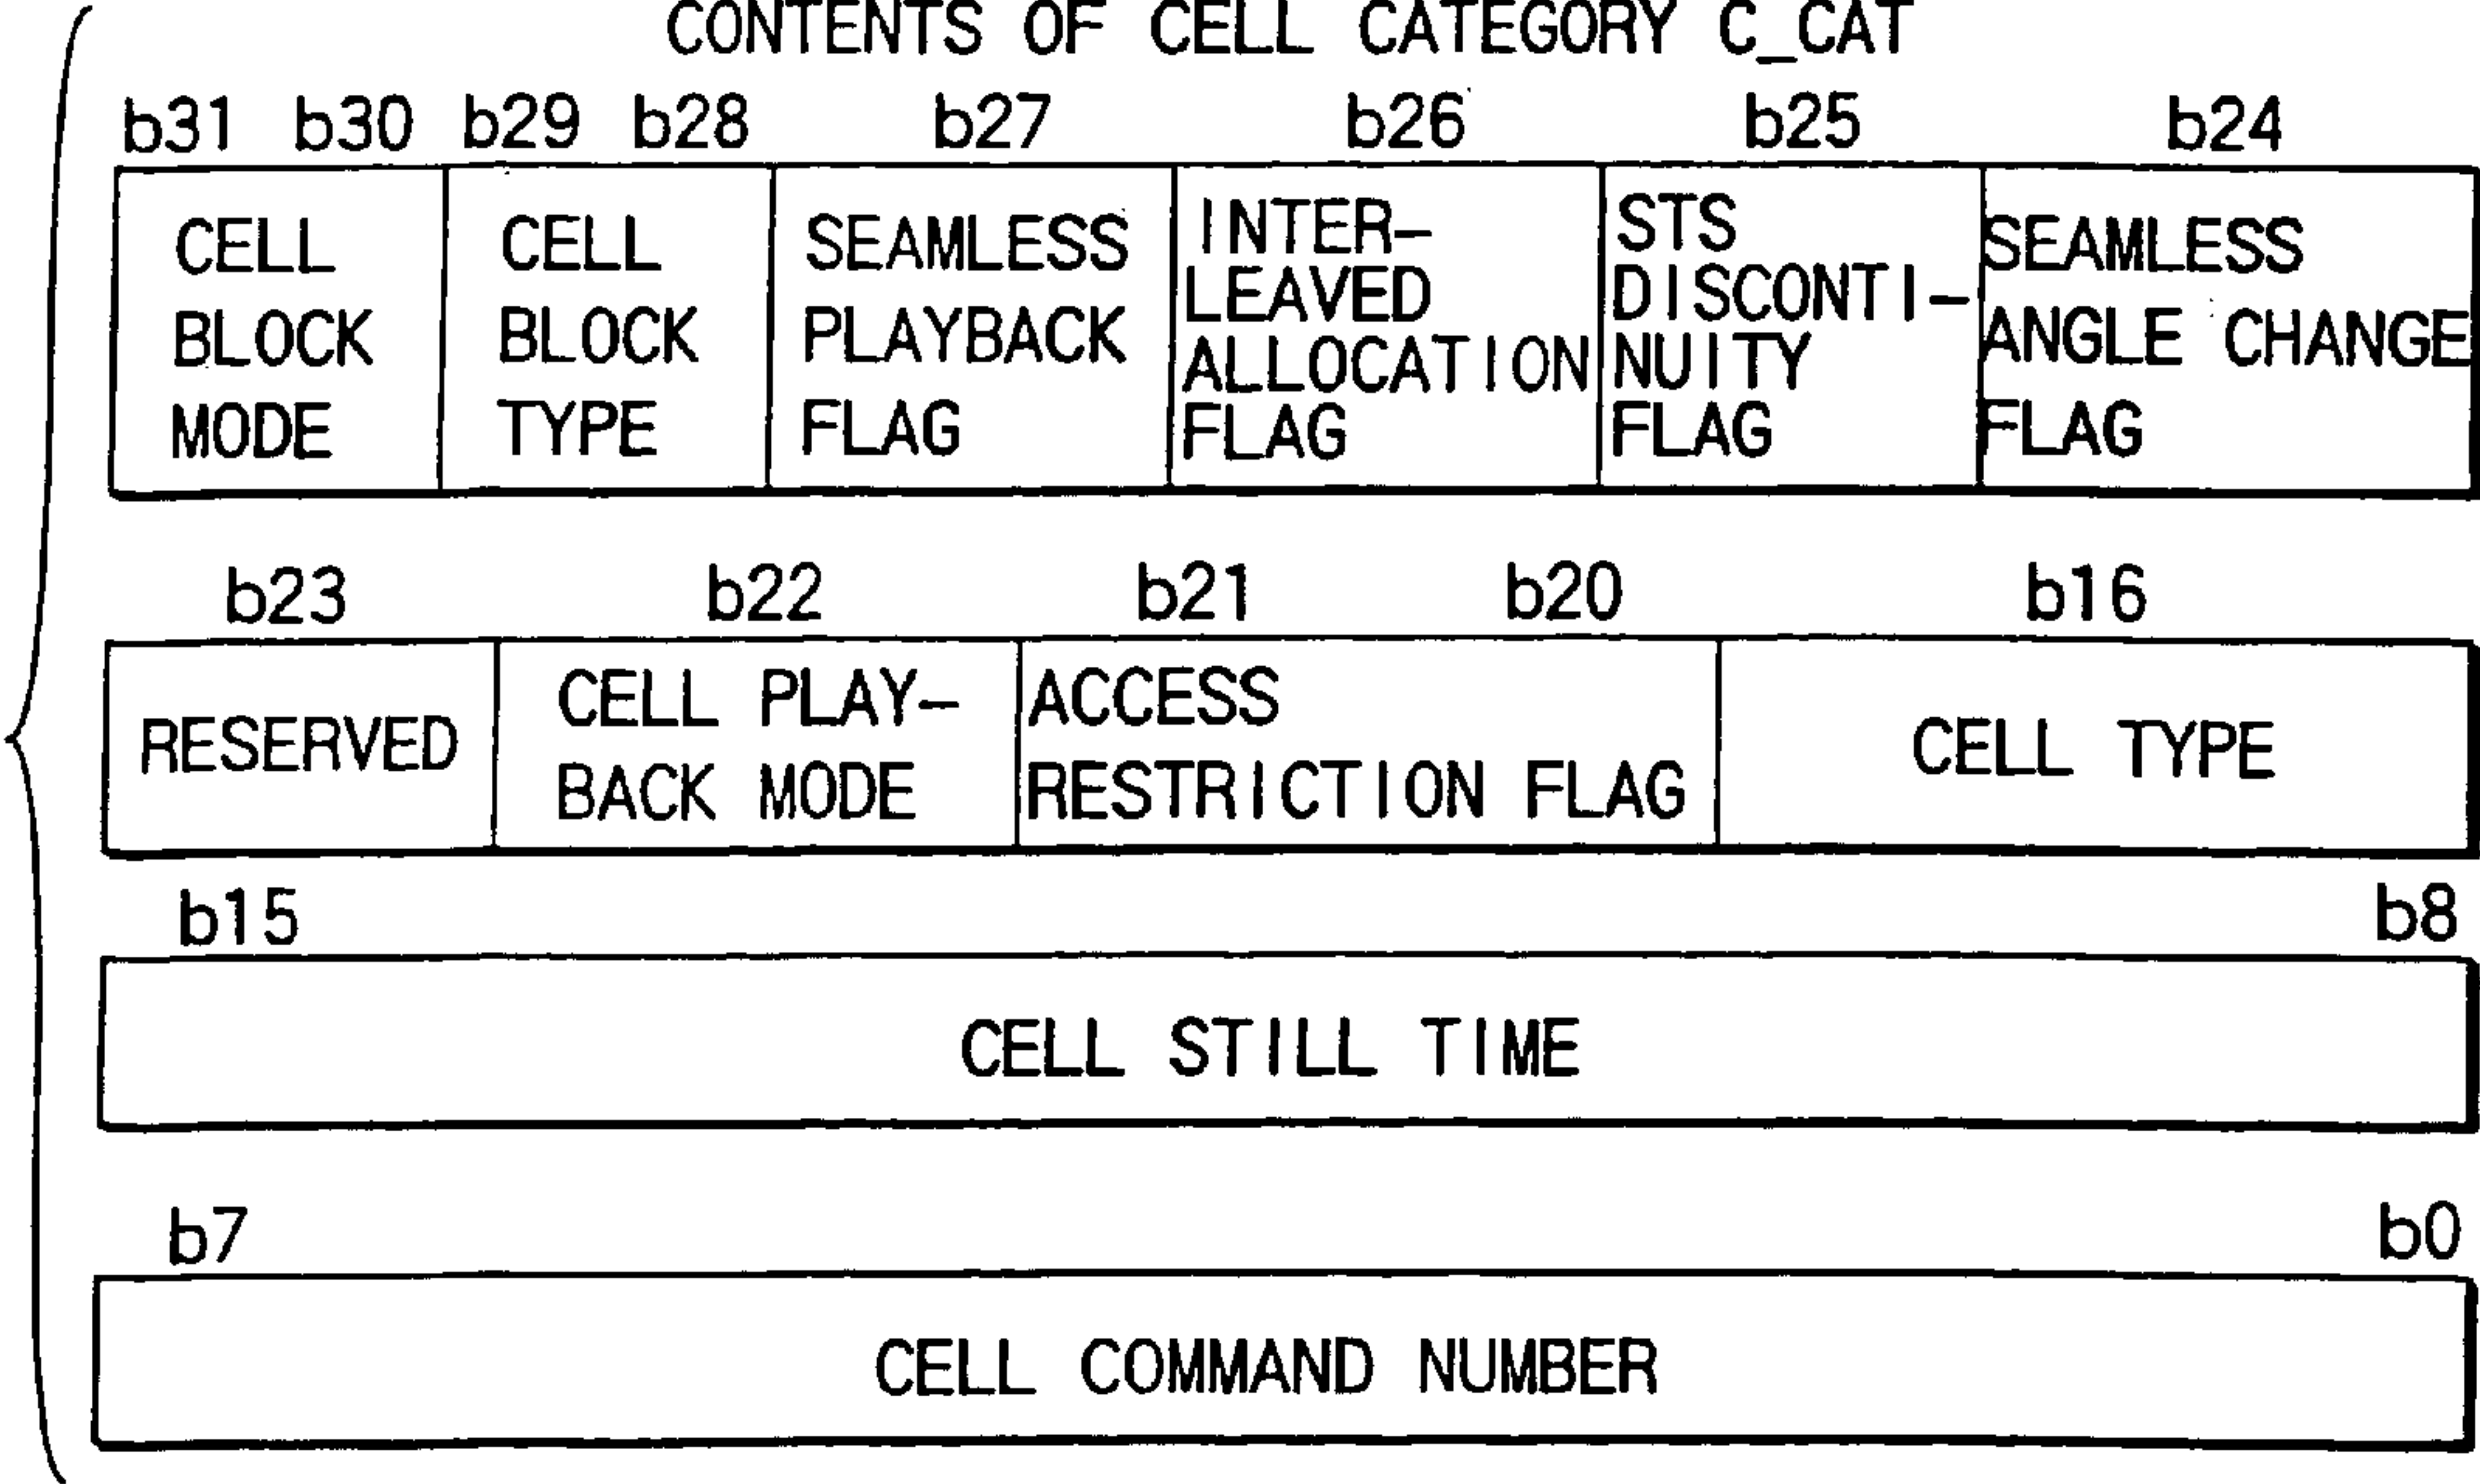 CONTENTS OF CELL CATEGORY C_CAT
b31 b30 b29 b28 b27 b26 b25 b24
CELL
BLOCK
MODE
CELL
BLOCK
TYPE
SEAMLESS
PLAYBACK
FLAG
INTER-
LEAVED
ALLOCATION
FLAG
STS
DISCONTI-
NUITY
FLAG
SEAMLESS
ANGLE CHANGE
FLAG
b23 b22 b21 b20 b16
RESERVED
CELL PLAY-
BACK MODE
ACCESS
RESTRICTION FLAG
CELL TYPE
b15 b8
CELL STILL TIME
b7 b0
CELL COMMAND NUMBER